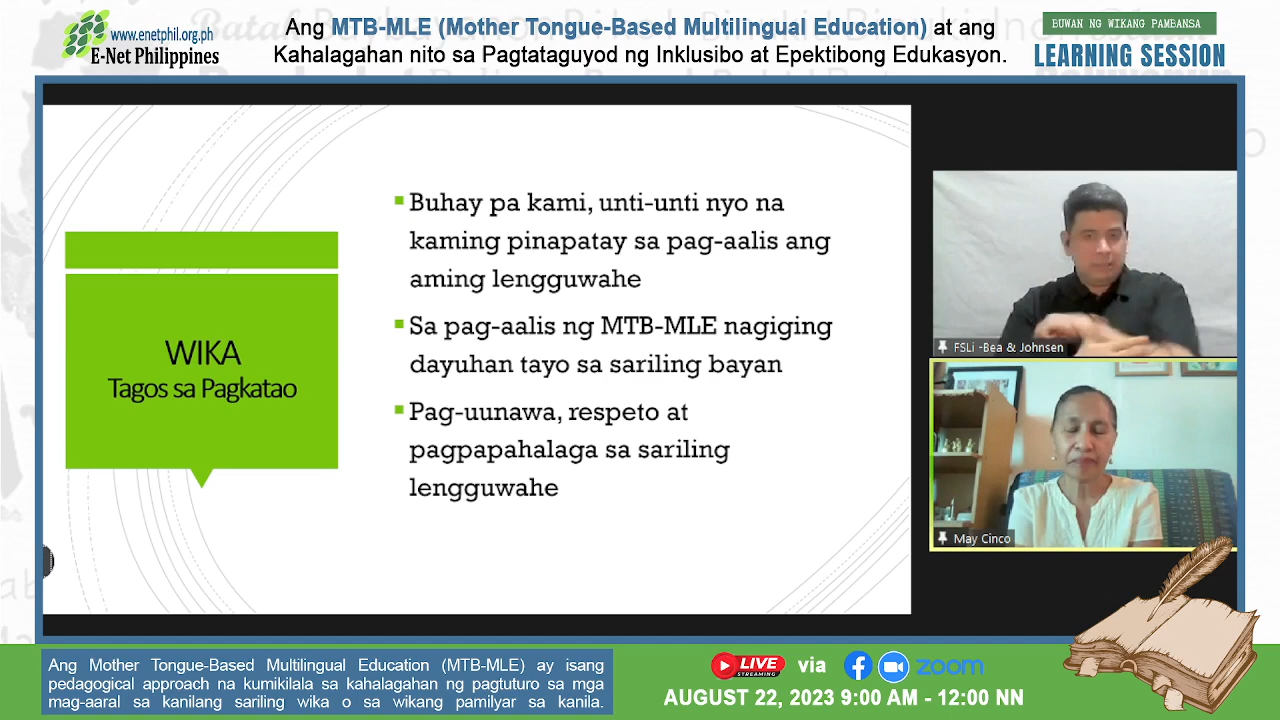 www.enetphil.org.ph
E-Net Philippines
Ang MTB-MLE (Mother Tongue-Based Multilingual Education) at ang
Kahalagahan nito sa Pagtataguyod ng Inklusibo at Epektibong Edukasyon.
BUWAN NG WIKANG PAMBANSA
LEARNING SESSION
WIKA
Tagos sa Pagkatao
Buhay pa kami, unti-unti nyo na
kaming pinapatay sa pag-aalis ang
aming lengguwahe
Sa pag-aalis ng MTB-MLE nagiging
dayuhan tayo sa sariling bayan
Pag-uunawa, respeto at
pagpapahalaga sa sariling
lengguwahe
FSLi -Bea & Johnsen
May Cinco
Ang Mother Tongue-Based Multilingual Education (MTB-MLE) ay isang
pedagogical approach na kumikilala sa kahalagahan ng pagtuturo sa mga
mag-aaral sa kanilang sariling wika o sa wikang pamilyar sa kanila.
LIVE STREAMING via zoom
AUGUST 22, 2023 9:00 AM - 12:00 NN